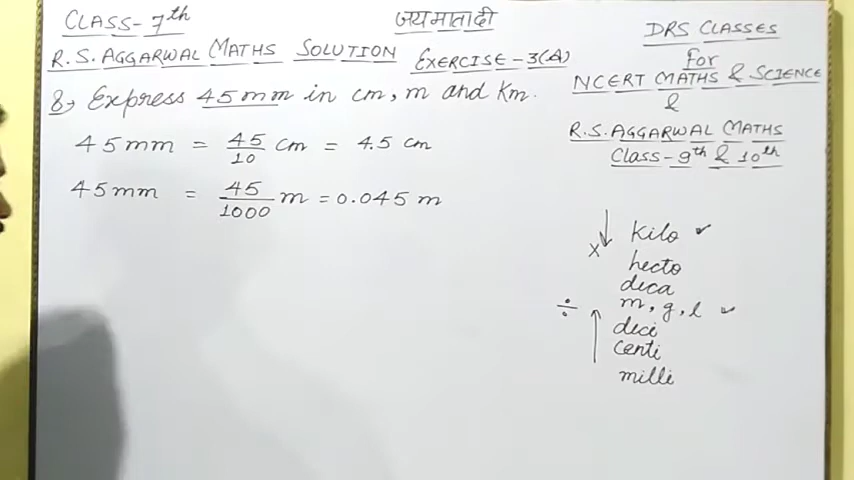 CLASS- 7th
जय माता दी
R.S. AGGARWAL MATHS SOLUTION EXERCISE-3(A)
8→ Express 45mm in cm, m and Km.
45mm = 45/10 cm = 4.5 cm
45mm = 45/1000 m = 0.045 m
DRS CLASSES
For
NCERT MATHS & SCIENCE
&
R.S. AGGARWAL MATHS
Class- 9th & 10th
× ↓ Kilo ✓
hecto
deca
÷ ↑ m, g, l ✓
deci
centi
milli